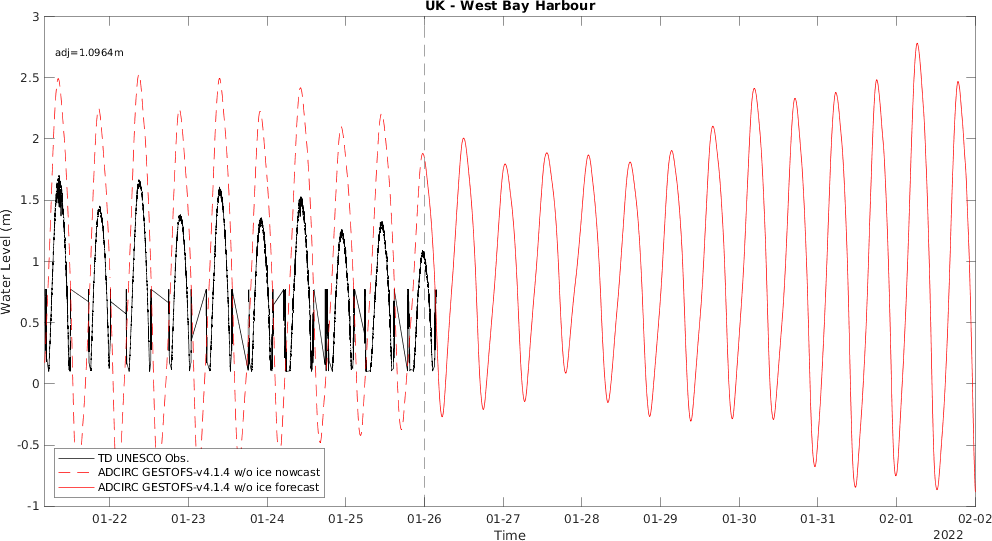 UK - West Bay Harbour
adj=1.0964m
3
2.5
2
1.5
1
0.5
0
-0.5
-1
Water Level (m)
TD UNESCO Obs.
ADCIRC GESTOFS-v4.1.4 w/o ice nowcast
ADCIRC GESTOFS-v4.1.4 w/o ice forecast
01-22 01-23 01-24 01-25 01-26 01-27 01-28 01-29 01-30 01-31 02-01 02-02
Time
2022